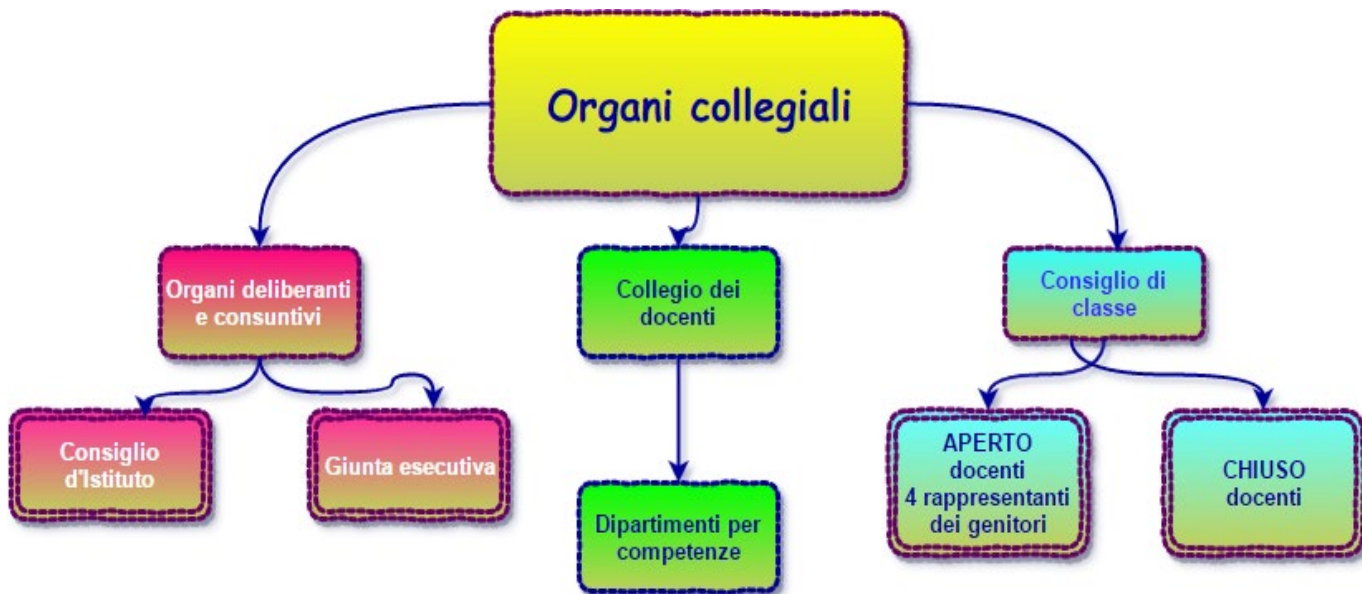 Organi collegiali
Organi deliberanti
e consuntivi
Collegio dei
docenti
Consiglio di
classe
Consiglio
d'Istituto
Giunta esecutiva
Dipartimenti per
competenze
APERTO
docenti
4 rappresentanti
dei genitori
CHIUSO
docenti